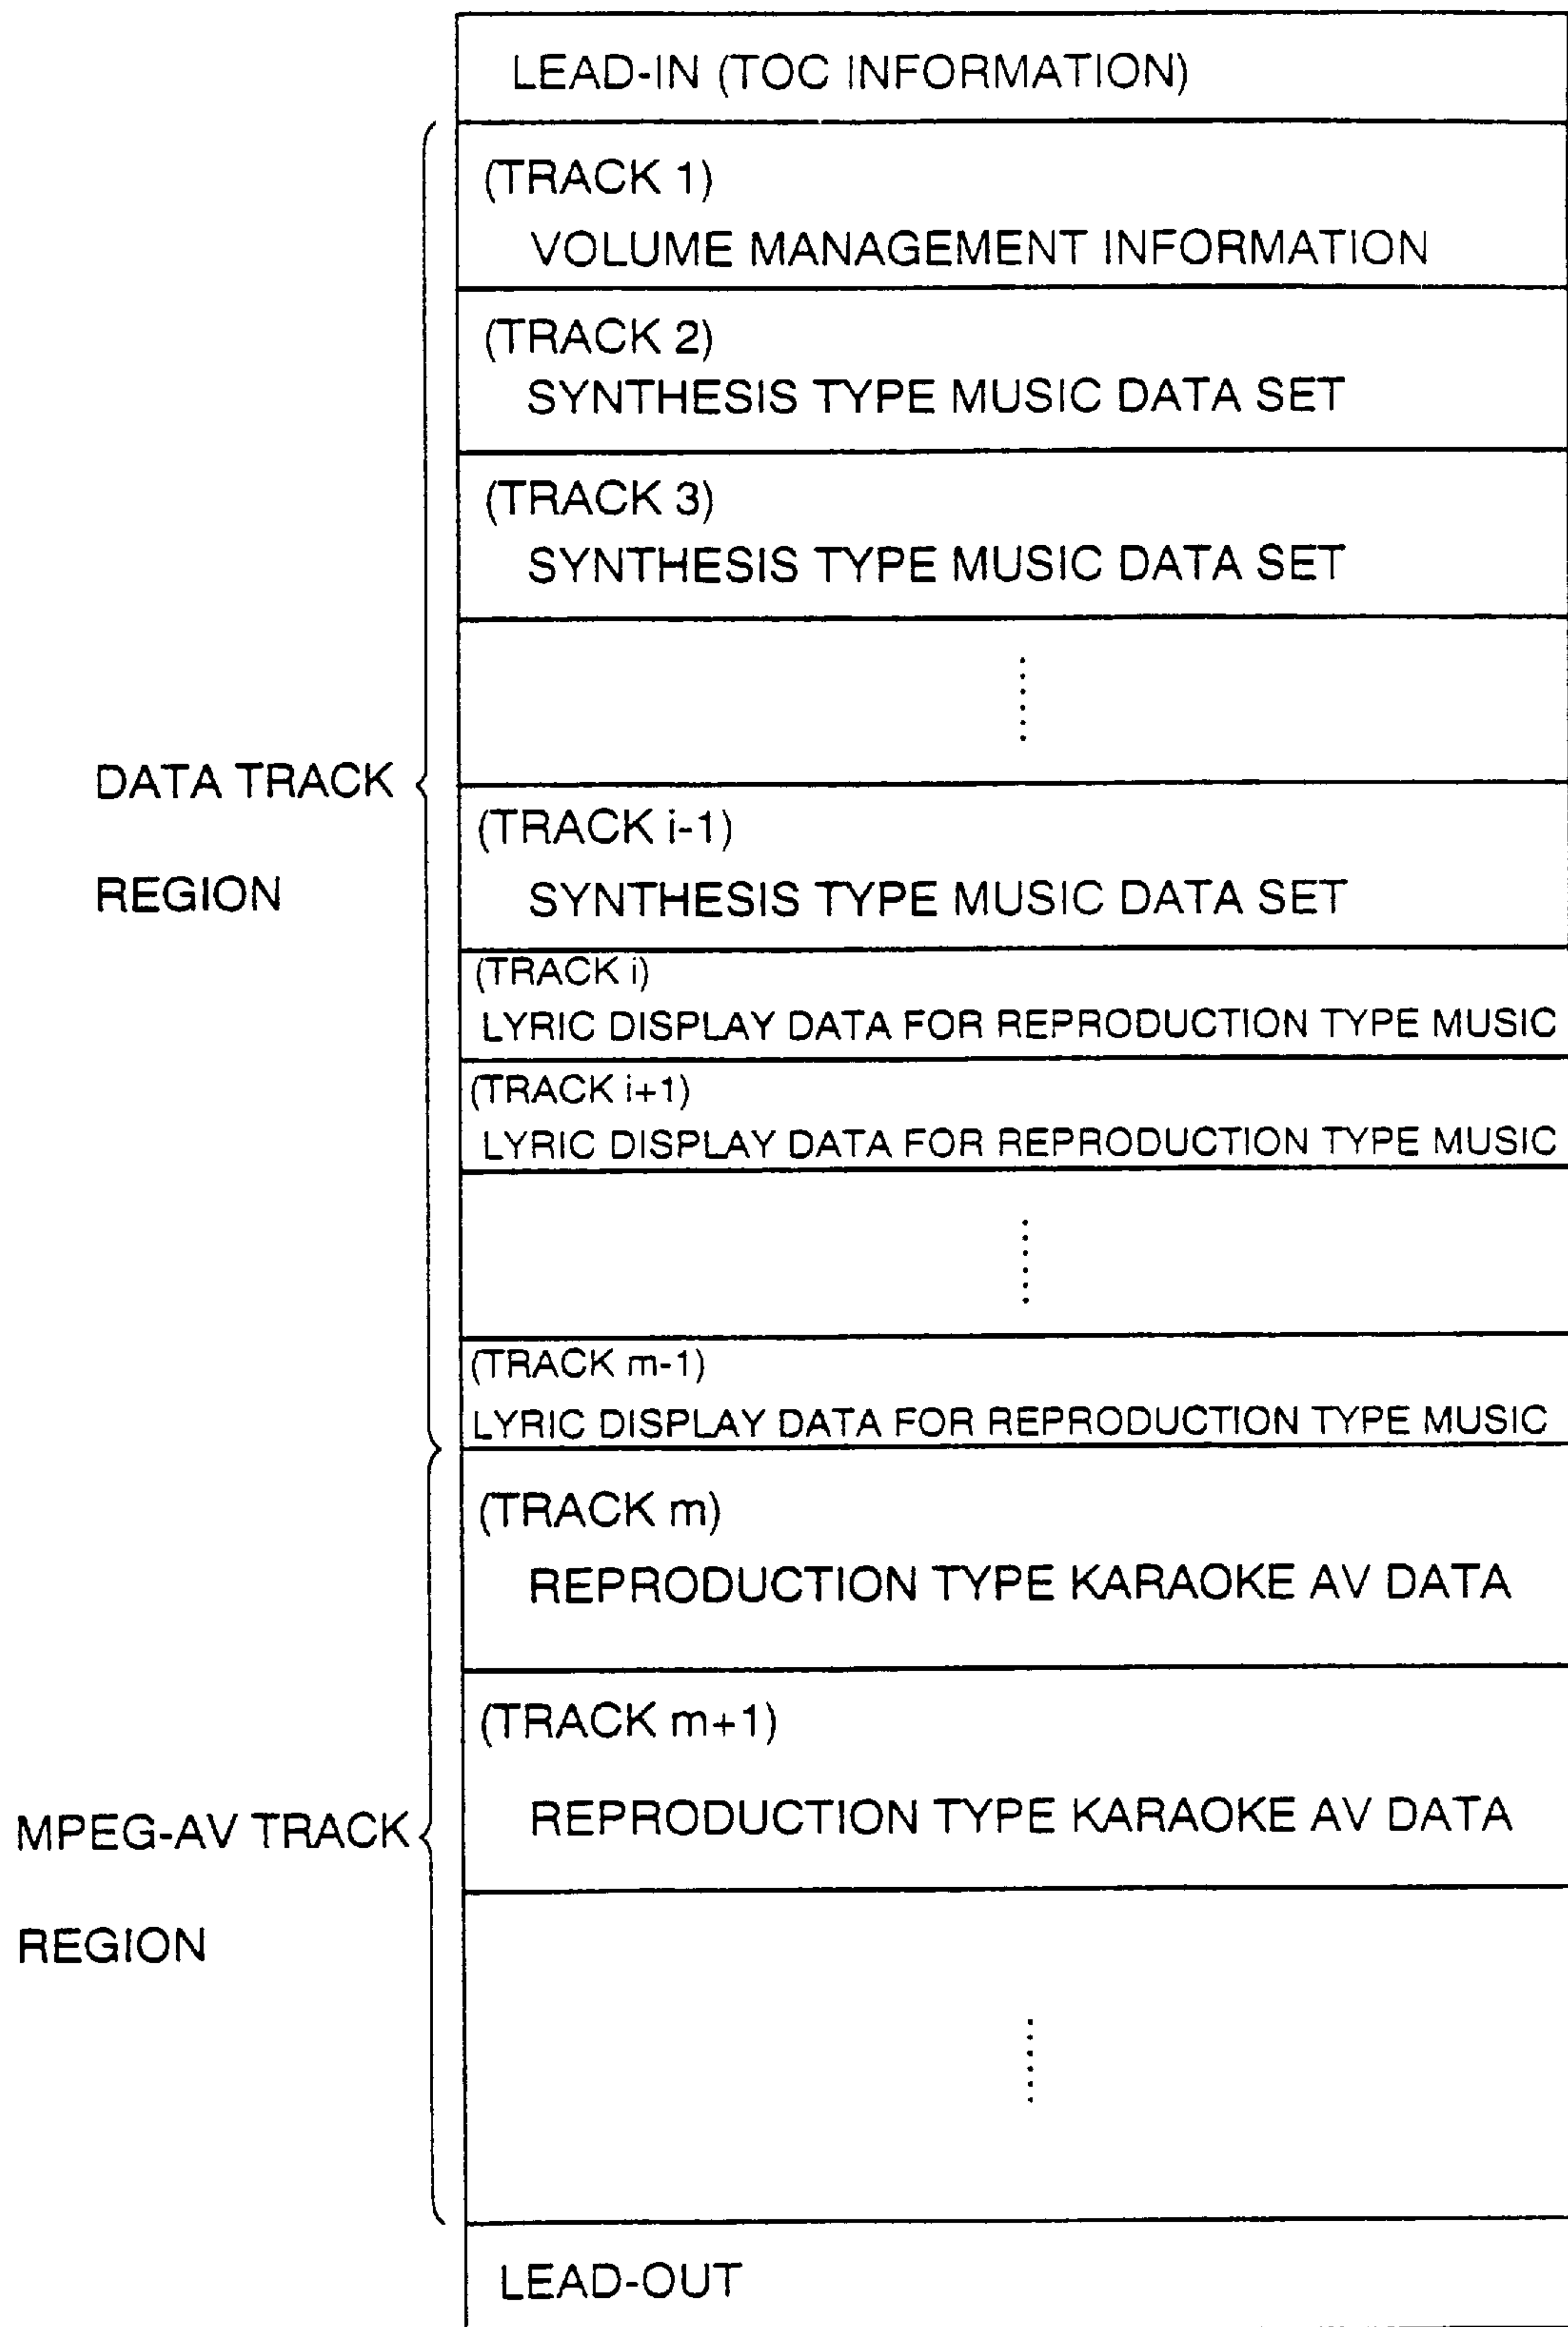 LEAD-IN (TOC INFORMATION)
(TRACK 1)
VOLUME MANAGEMENT INFORMATION
(TRACK 2)
SYNTHESIS TYPE MUSIC DATA SET
(TRACK 3)
SYNTHESIS TYPE MUSIC DATA SET
DATA TRACK
REGION
(TRACK i-1)
SYNTHESIS TYPE MUSIC DATA SET
(TRACK i)
LYRIC DISPLAY DATA FOR REPRODUCTION TYPE MUSIC
(TRACK i+1)
LYRIC DISPLAY DATA FOR REPRODUCTION TYPE MUSIC
(TRACK m-1)
LYRIC DISPLAY DATA FOR REPRODUCTION TYPE MUSIC
(TRACK m)
REPRODUCTION TYPE KARAOKE AV DATA
(TRACK m+1)
REPRODUCTION TYPE KARAOKE AV DATA
MPEG-AV TRACK
REGION
LEAD-OUT